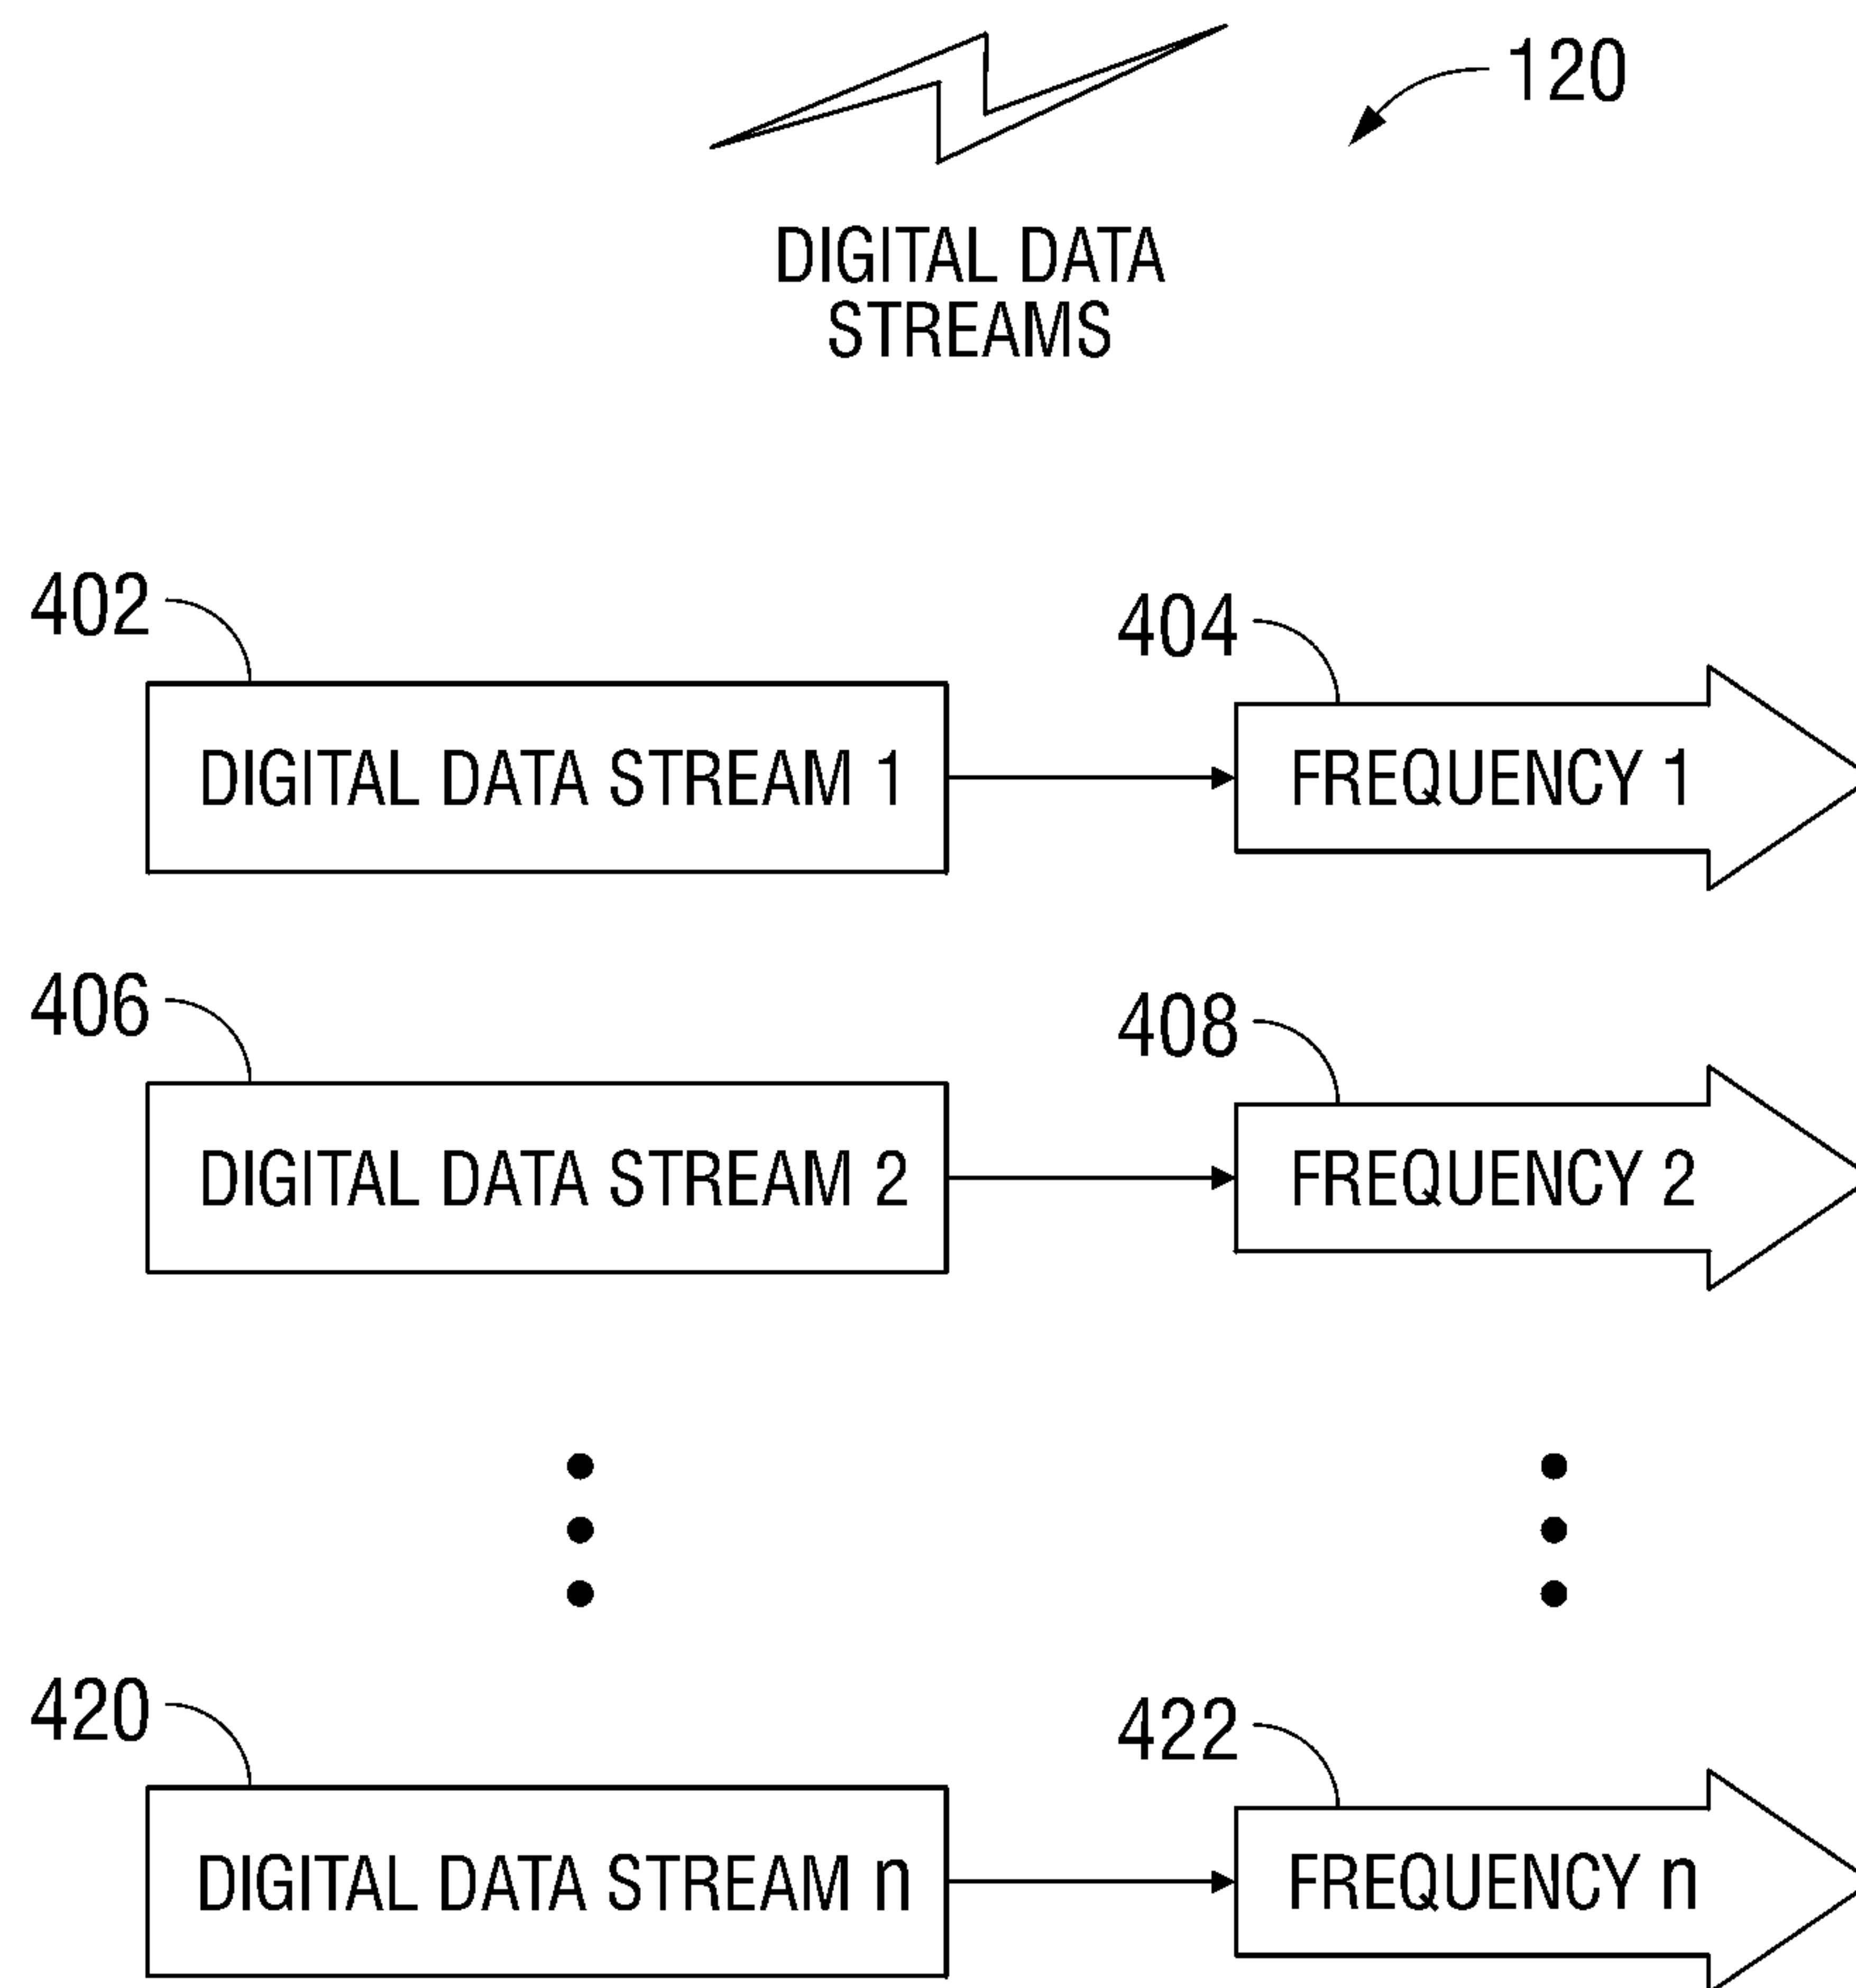 120
DIGITAL DATA
STREAMS
402
404
DIGITAL DATA STREAM 1
FREQUENCY 1
406
408
DIGITAL DATA STREAM 2
FREQUENCY 2
420
422
DIGITAL DATA STREAM n
FREQUENCY n